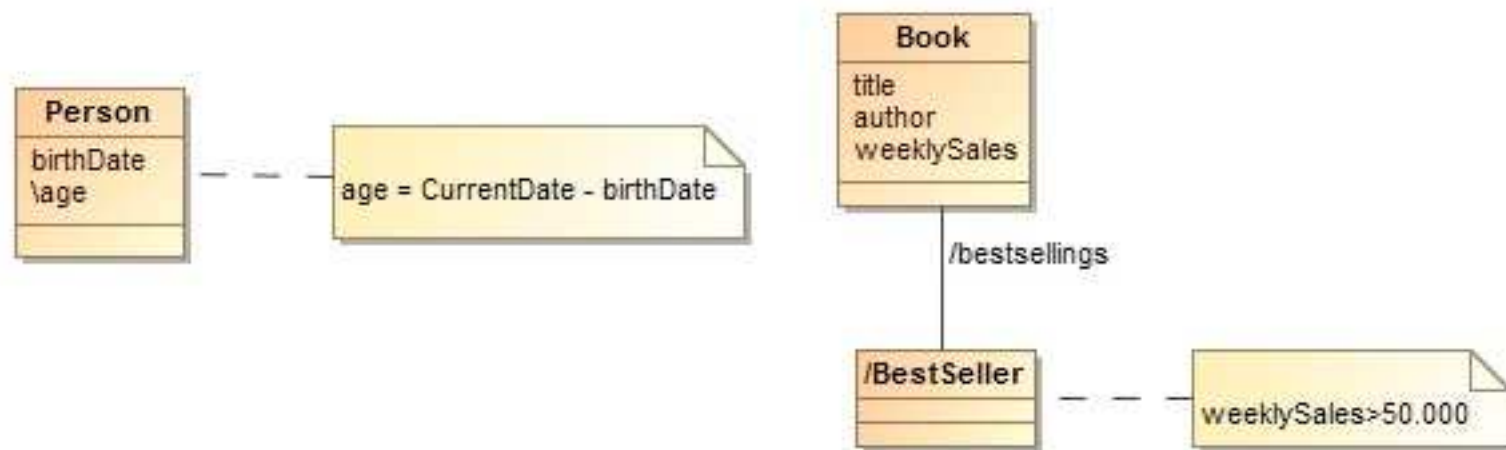 Person
birthDate
\age
age = CurrentDate - birthDate
Book
title
author
weeklySales
/bestsellings
/BestSeller
weeklySales>50.000